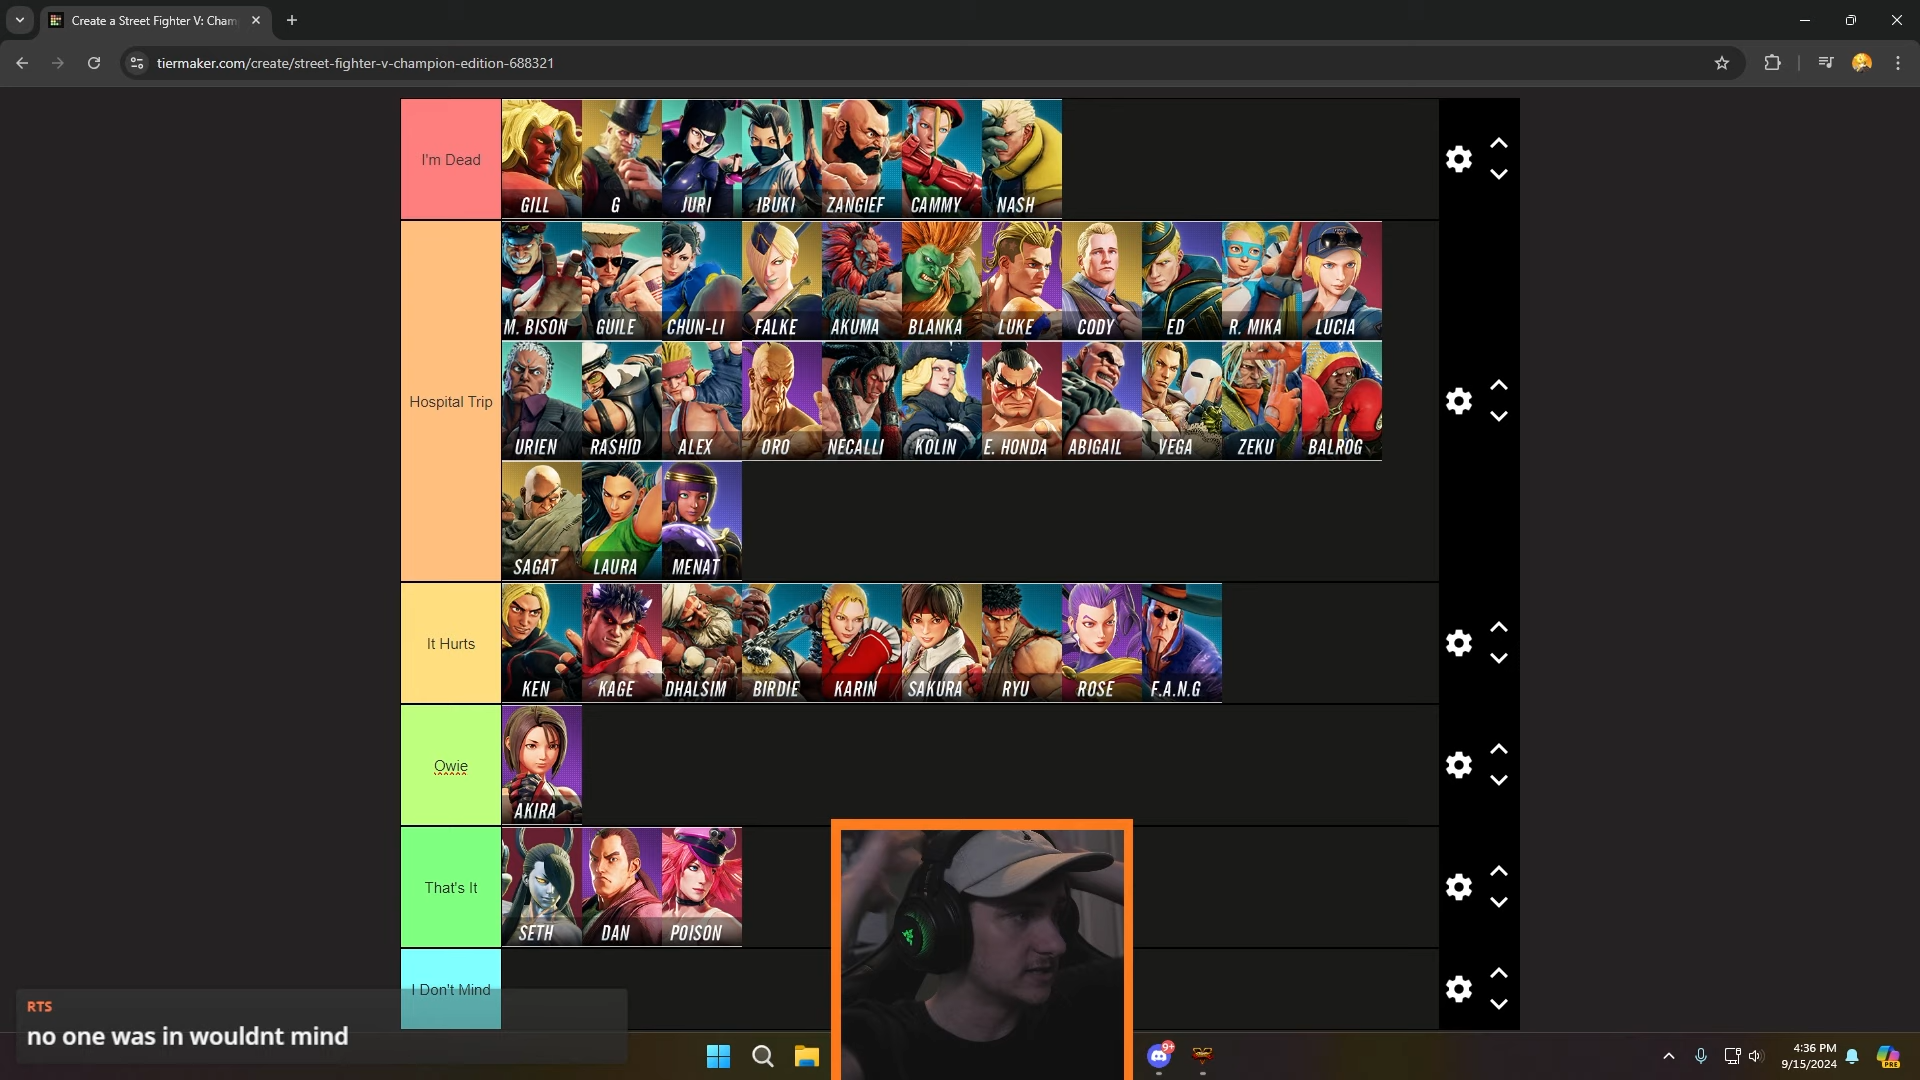 Create a Street Fighter V: Cham
tiermaker.com/create/street-fighter-v-champion-edition-688321
I'm Dead
GILL G JURI IBUKI ZANGIEF CAMMY NASH
Hospital Trip
M. BISON GUILE CHUN-LI FALKE AKUMA BLANKA LUKE CODY ED R. MIKA LUCIA
URIEN RASHID ALEX ORO NECALLI KOLIN E. HONDA ABIGAIL VEGA ZEKU BALROG
SAGAT LAURA MENAT
It Hurts
KEN KAGE DHALSIM BIRDIE KARIN SAKURA RYU ROSE F.A.N.G
Owie
AKIRA
That's It
SETH DAN POISON
I Don't Mind
RTS
no one was in wouldnt mind
9+
4:36 PM
9/15/2024
PRE